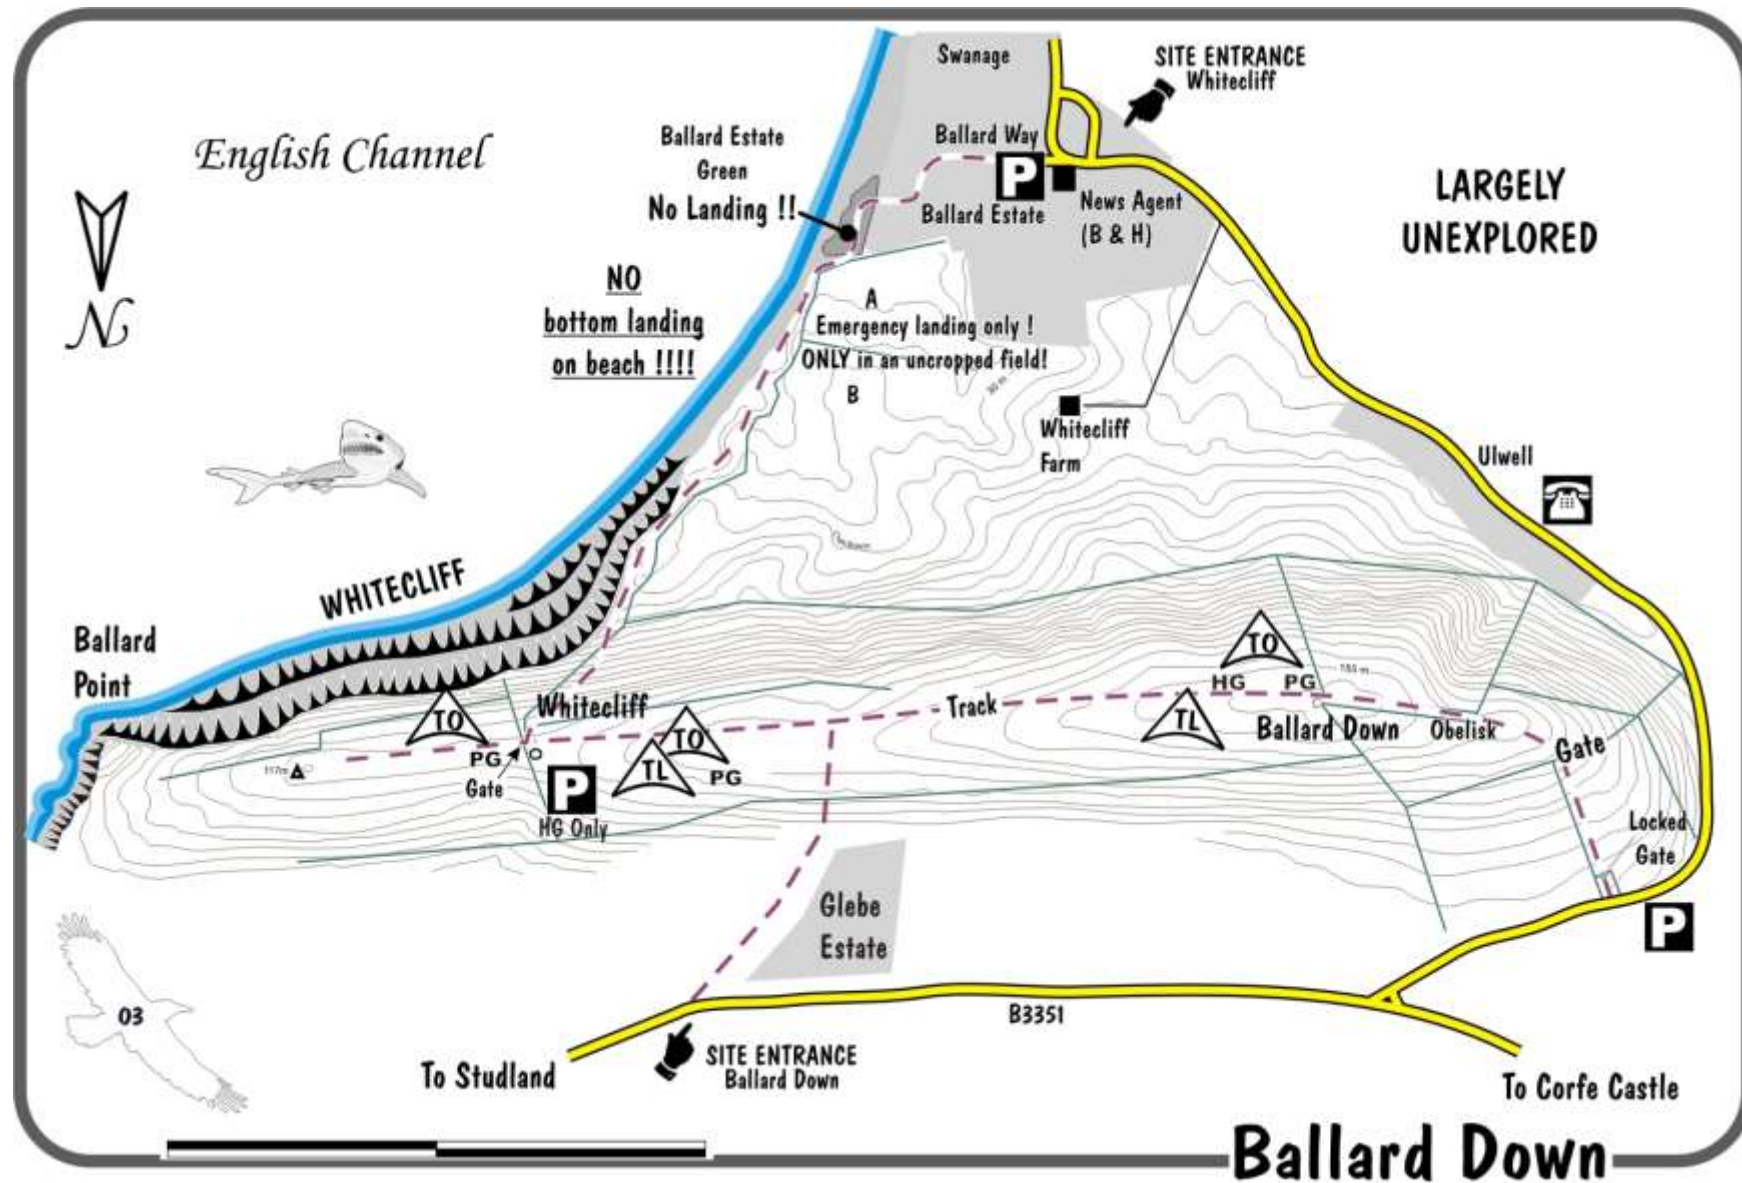 Swanage
SITE ENTRANCE
Whitecliff
English Channel
Ballard Estate
Green
No Landing !!
Ballard Way
P
Ballard Estate
News Agent
(B & H)
LARGELY
UNEXPLORED
N
NO
bottom landing
on beach !!!!
A
Emergency landing only !
ONLY in an uncropped field!
B
30 m
Whitecliff
Farm
Ulwell
WHITECLIFF
Ballard
Point
TO
PG
Whitecliff
Gate
117m
P
HG Only
TO
TL
PG
Track
TO
HG PG
TL
Ballard Down
Obelisk
Gate
Locked
Gate
P
Glebe
Estate
03
B3351
To Studland
SITE ENTRANCE
Ballard Down
To Corfe Castle
Ballard Down